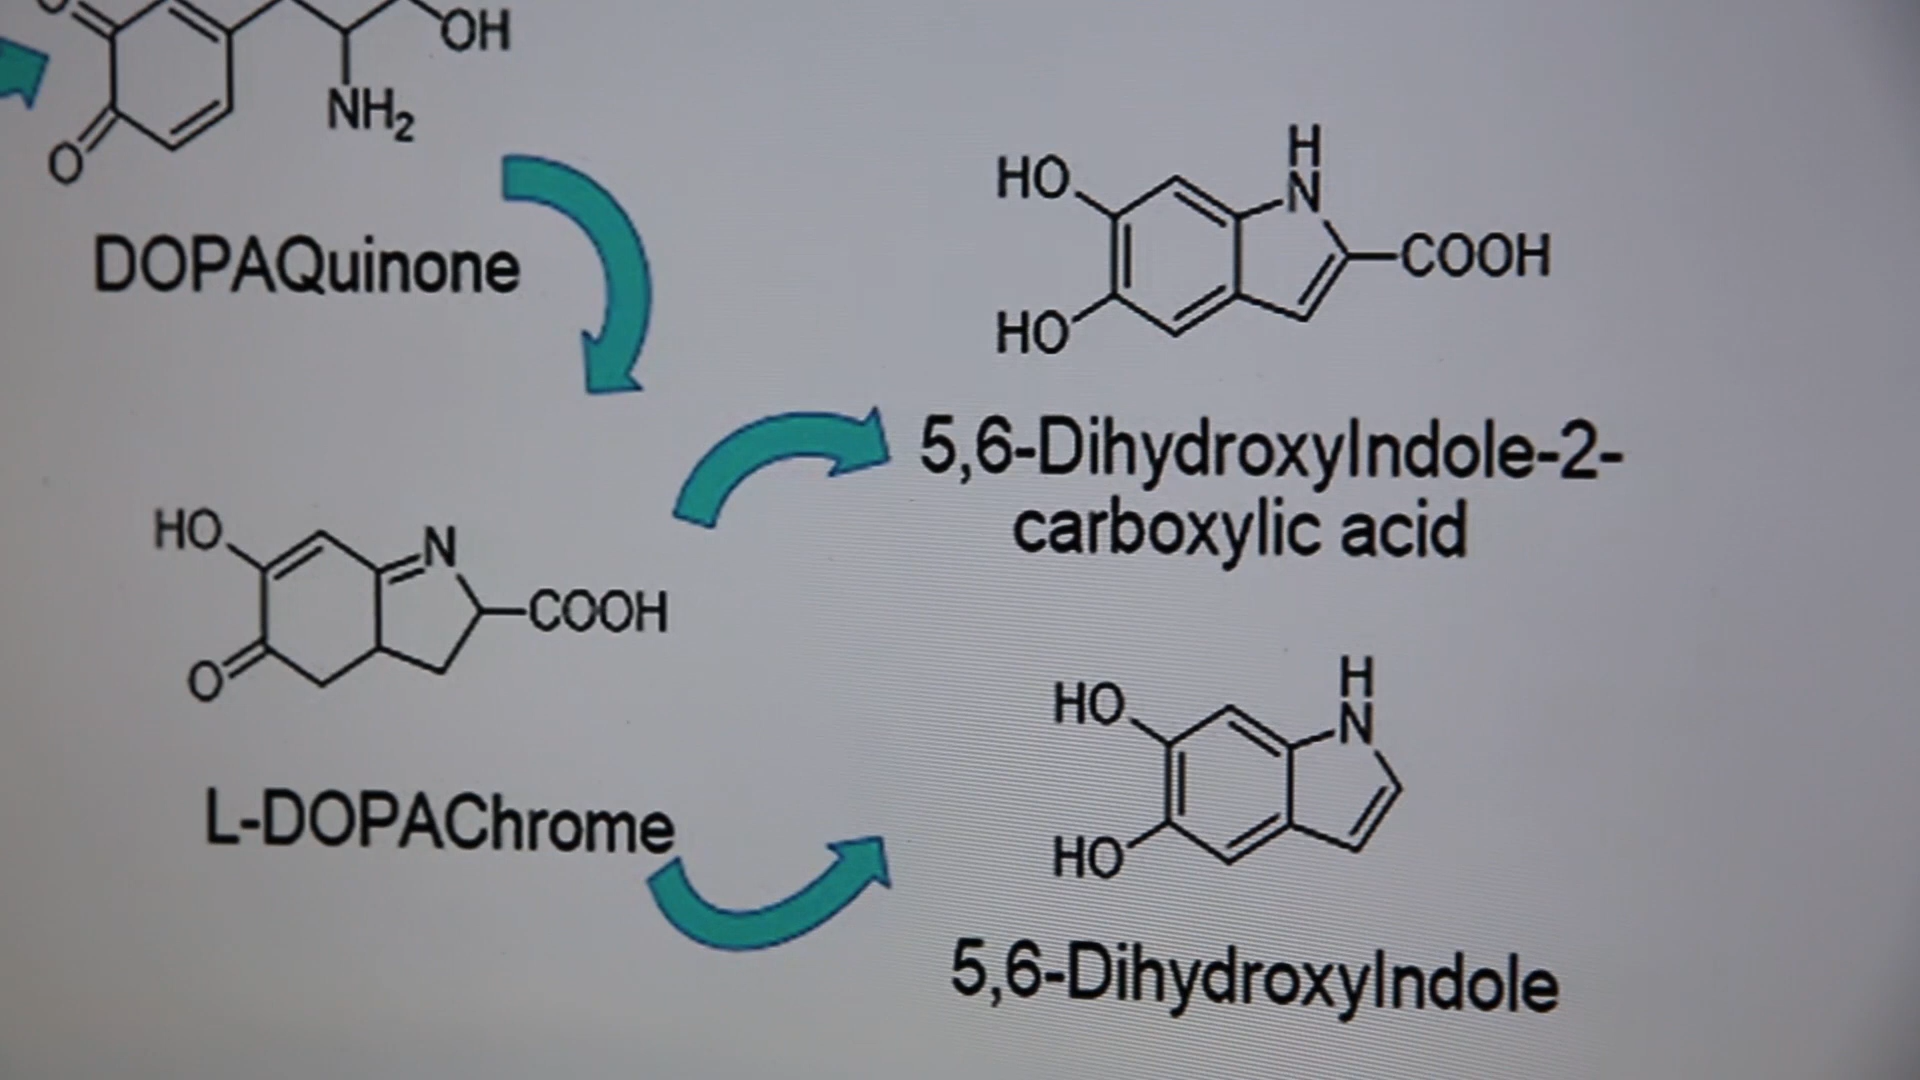 OH
NH2
O
DOPAQuinone
H
N
HO
COOH
HO
5,6-DihydroxyIndole-2-
carboxylic acid
HO
N
COOH
O
L-DOPAChrome
H
N
HO
HO
5,6-DihydroxyIndole